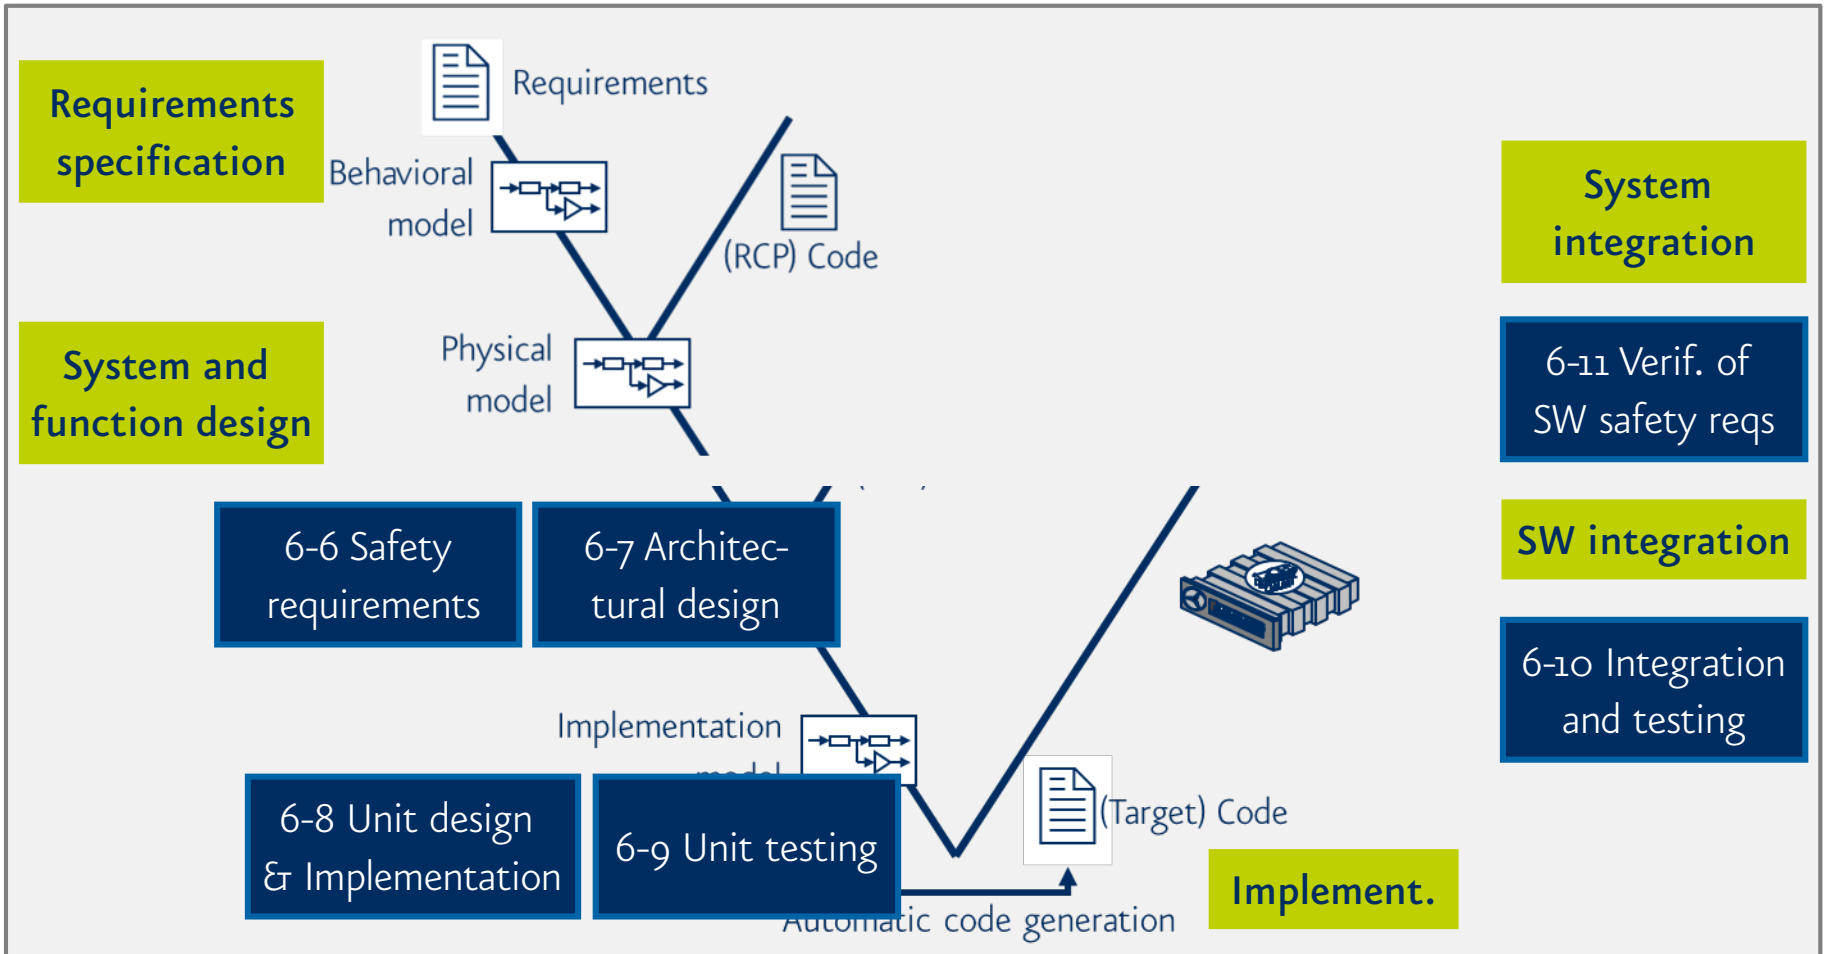 Requirements
specification
Requirements
Behavioral
model
(RCP) Code
System
integration
System and
function design
Physical
model
6-11 Verif. of
SW safety reqs
6-6 Safety
requirements
6-7 Architec-
tural design
SW integration
6-10 Integration
and testing
Implementation
model
6-8 Unit design
& Implementation
6-9 Unit testing
(Target) Code
Implement.
Automatic code generation